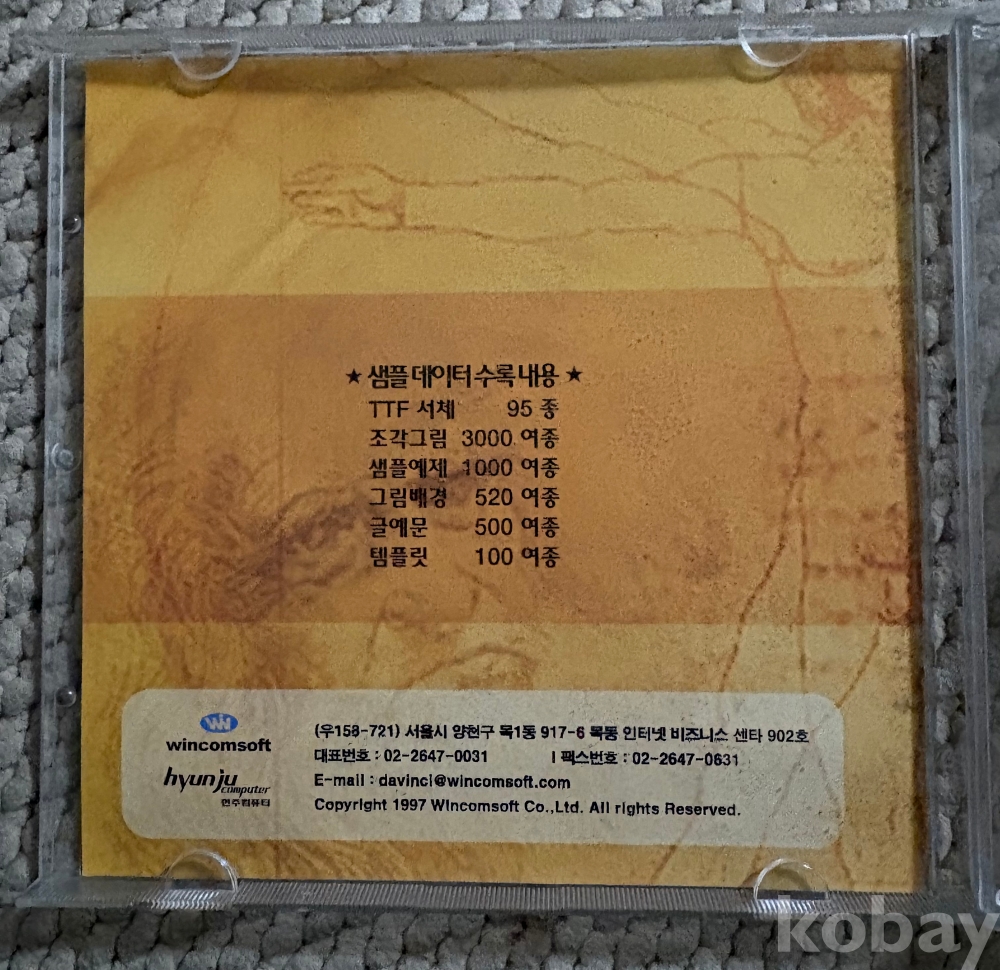 ★ 샘플데이터수록내용 ★
TTF 서체 95 종
조각그림 3000 여종
샘플예제 1000 여종
그림배경 520 여종
글예문 500 여종
템플릿 100 여종
wincomsoft
hyunju
computer
현주컴퓨터
(우158-721) 서울시 양천구 목1동 917-6 목동 인터넷 비즈니스 센타 902호
대표번호 : 02-2647-0031 | 팩스번호 : 02-2647-0631
E-mail : davinci@wincomsoft.com
Copyright 1997 Wincomsoft Co.,Ltd. All rights Reserved.
kobay